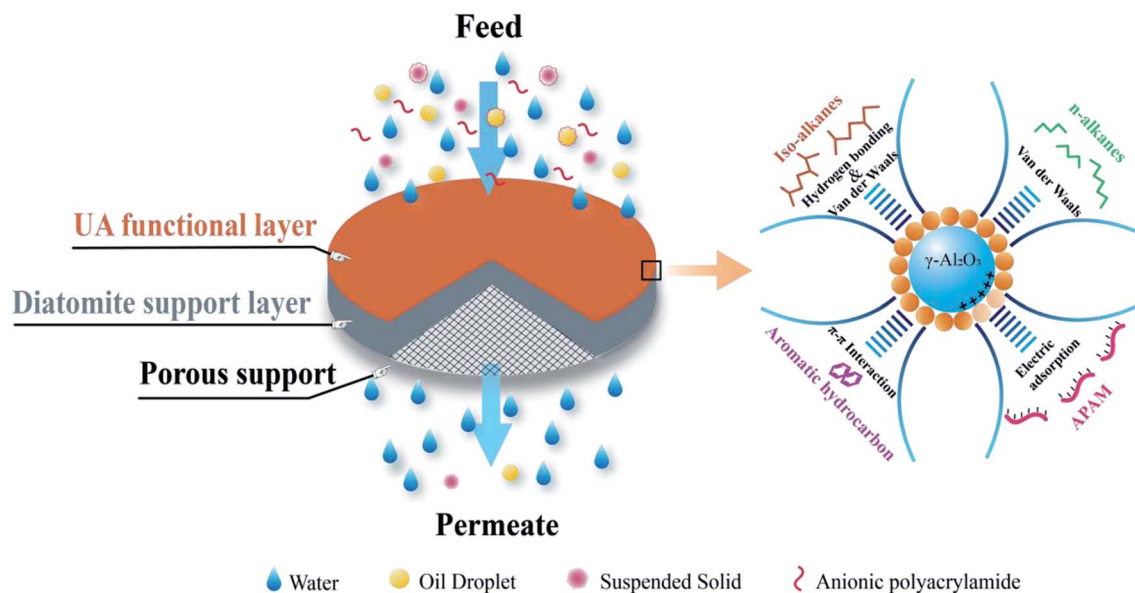 Feed
UA functional layer
Diatomite support layer
Porous support
Permeate
Iso-alkanes
Hydrogen bonding
&
Van der Waals
n-alkanes
Van der Waals
γ-Al₂O₃
+++++
π-π Interaction
Aromatic hydrocarbon
Electric
adsorption
APAM
Water
Oil Droplet
Suspended Solid
Anionic polyacrylamide